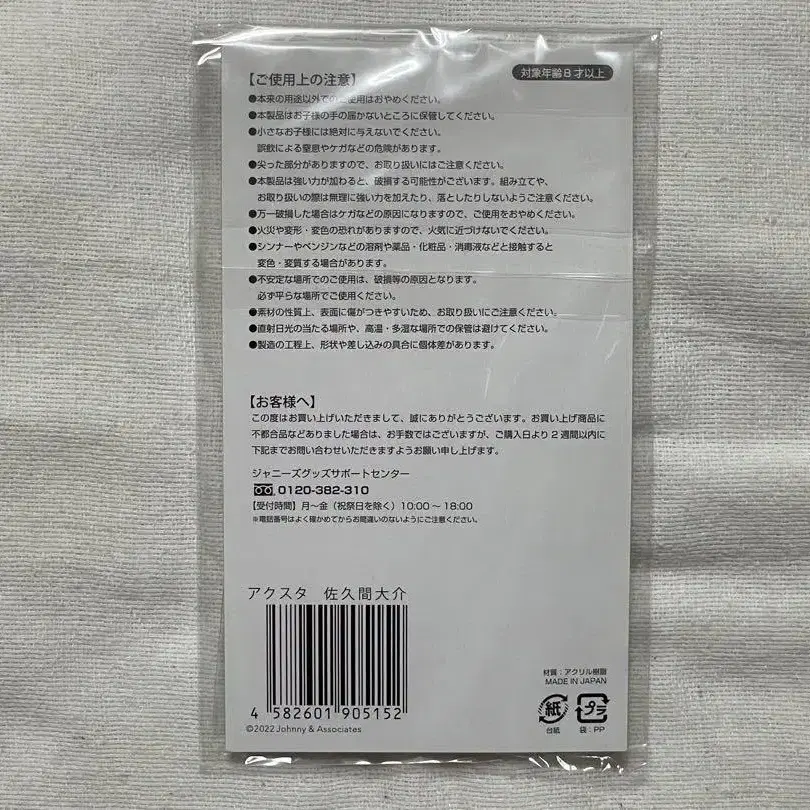 【ご使用上の注意】
対象年齢8才以上
●本来の用途以外でのご使用はおやめください。
●本製品はお子様の手の届かないところに保管してください。
●小さなお子様には絶対に与えないでください。
誤飲による窒息やケガなどの危険があります。
●尖った部分がありますので、お取り扱いにはご注意ください。
●本製品は強い力が加わると、破損する可能性がございます。組み立てや、
お取り扱いの際は無理に強い力を加えたり、落としたりしないようご注意ください。
●万一破損した場合はケガなどの原因になりますので、ご使用をおやめください。
●火災や変形・変色の恐れがありますので、火気に近づけないでください。
●シンナーやベンジンなどの溶剤や薬品・化粧品・消毒液などと接触すると
変色・変質する場合があります。
●不安定な場所でのご使用は、破損等の原因となります。
必ず平らな場所でご使用ください。
●素材の性質上、表面に傷がつきやすいため、お取り扱いにご注意ください。
●直射日光の当たる場所や、高温・多湿な場所での保管は避けてください。
●製造の工程上、形状や差し込みの具合に個体差があります。
【お客様へ】
この度はお買い上げいただきまして、誠にありがとうございます。お買い上げ商品に
不都合品などありました場合は、お手数ではございますが、ご購入日より2週間以内に
下記までお問い合わせいただきますようお願い申し上げます。
ジャニーズグッズサポートセンター
0120-382-310
【受付時間】月～金(祝祭日を除く)10:00～18:00
※電話番号はよく確かめてからお間違いのないようにご注意ください。
アクスタ 佐久間大介
4 582601 905152
©2022 Johnny & Associates
材質：アクリル樹脂
MADE IN JAPAN
紙
台紙
プラ
袋：PP